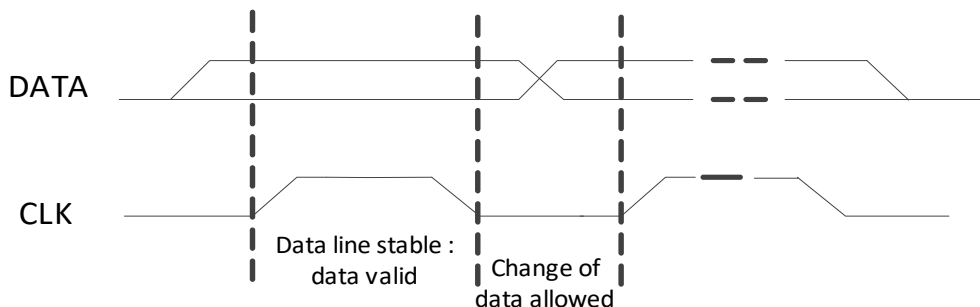 DATA
CLK
Data line stable :
data valid
Change of
data allowed